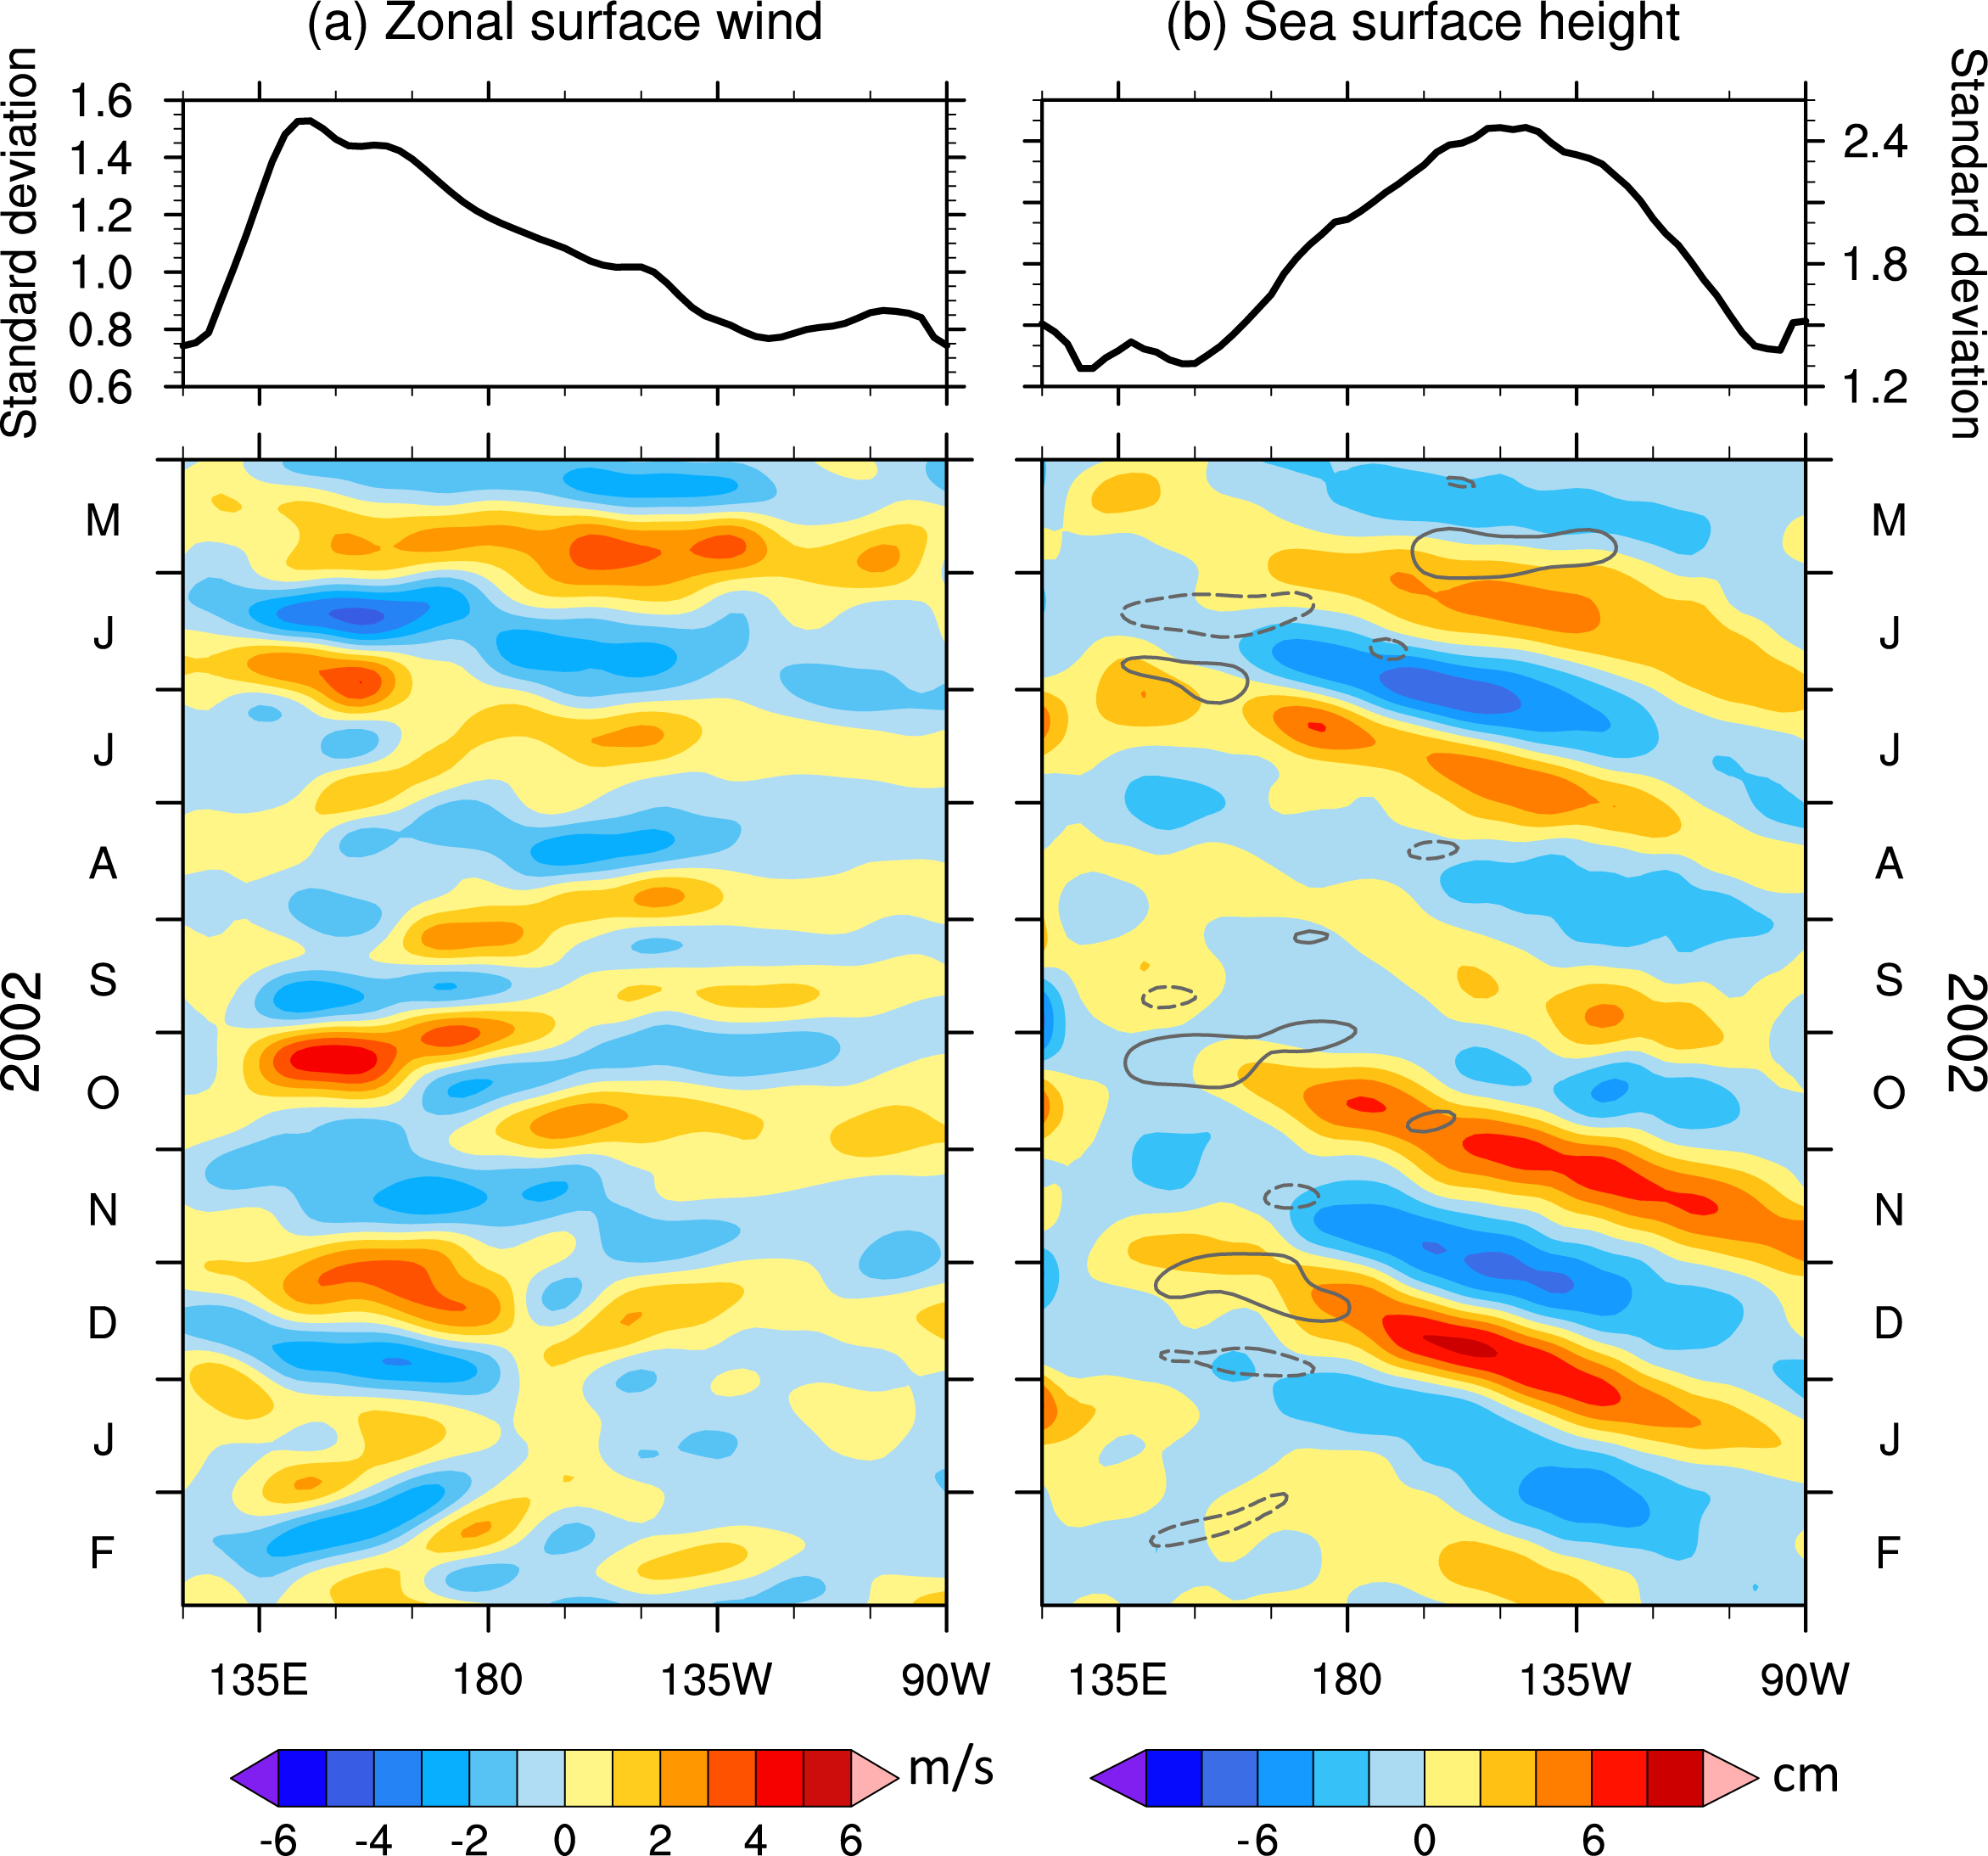 (a) Zonal surface wind
(b) Sea surface height
Standard deviation
1.6
1.4
1.2
1.0
0.8
0.6
2.4
1.8
1.2
Standard deviation
2002
M
J
J
A
S
O
N
D
J
F
M
J
J
A
S
O
N
D
J
F
2002
135E 180 135W 90W
135E 180 135W 90W
m/s
-6 -4 -2 0 2 4 6
cm
-6 0 6